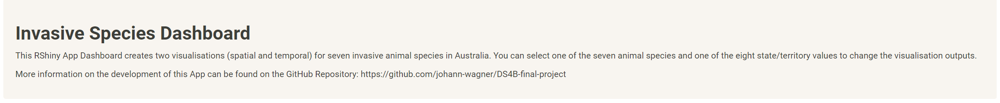 Invasive Species Dashboard
This RShiny App Dashboard creates two visualisations (spatial and temporal) for seven invasive animal species in Australia. You can select one of the seven animal species and one of the eight state/territory values to change the visualisation outputs.
More information on the development of this App can be found on the GitHub Repository: https://github.com/johann-wagner/DS4B-final-project